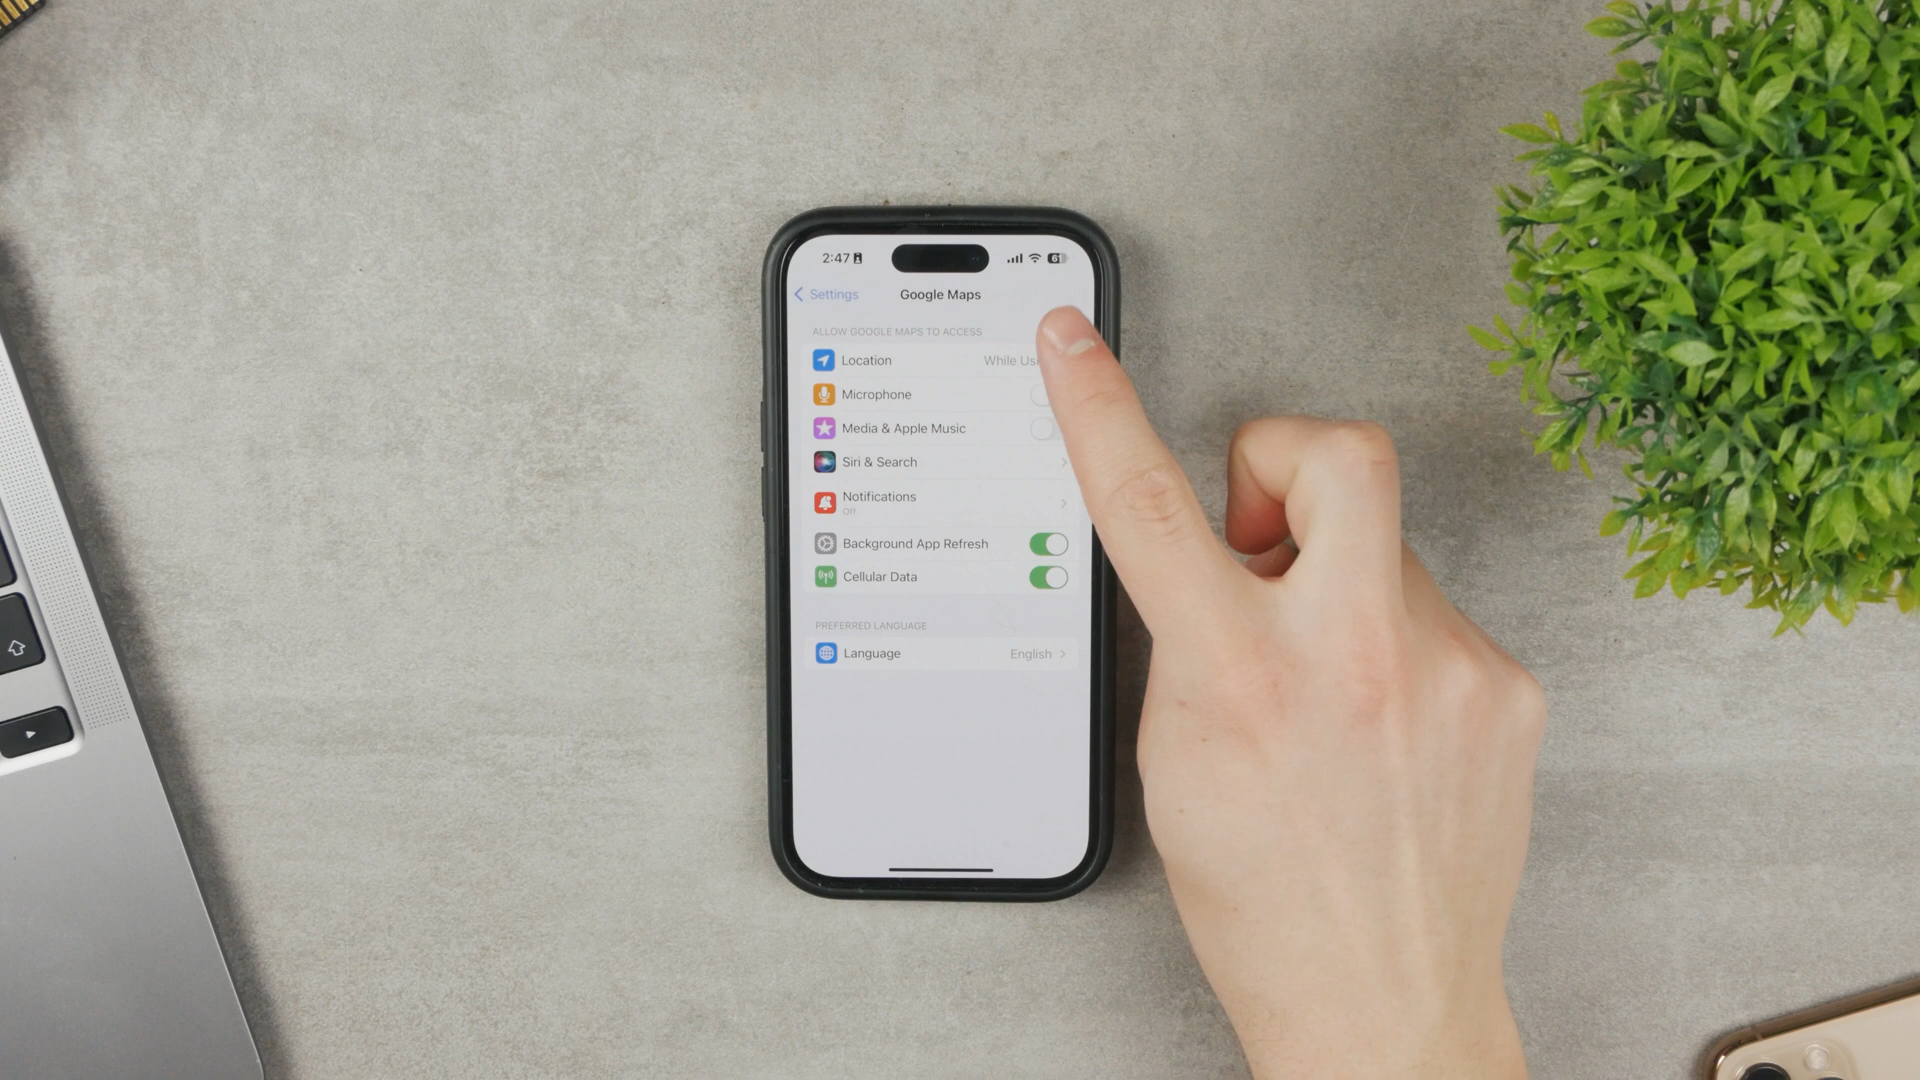 2:47
61
Settings
Google Maps
ALLOW GOOGLE MAPS TO ACCESS
Location
While
Microphone
Media & Apple Music
Siri & Search
Notifications
Off
Background App Refresh
Cellular Data
PREFERRED LANGUAGE
Language
English